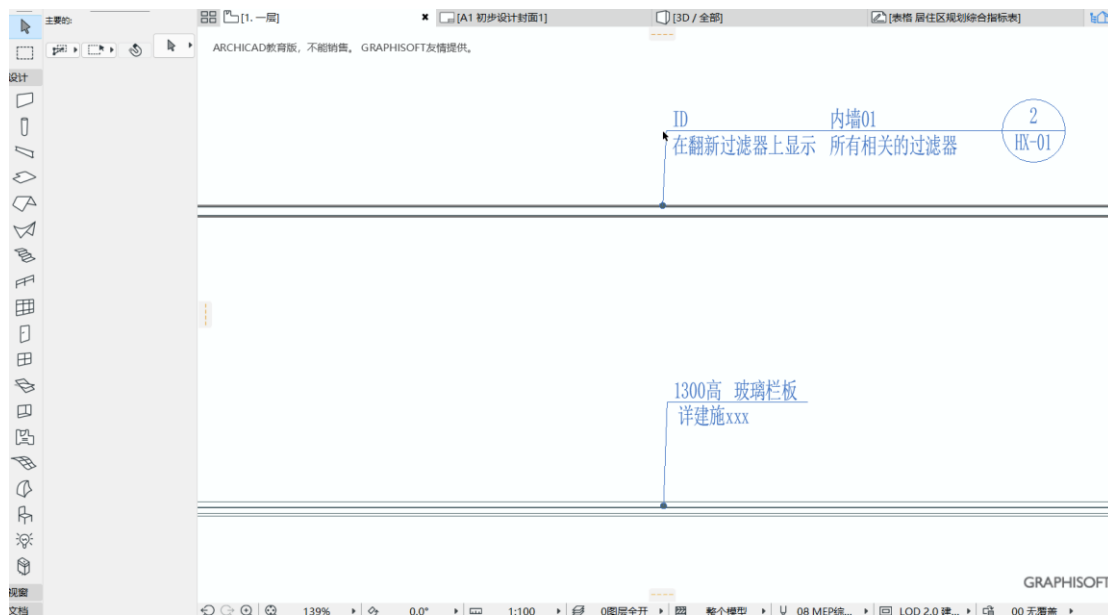 主要的:
[1. 一层]
[A1 初步设计封面1]
[3D / 全部]
[表格 居住区规划综合指标表]
ARCHICAD教育版，不能销售。 GRAPHISOFT友情提供。
设计
ID 内墙01
在翻新过滤器上显示 所有相关的过滤器
2
HX-01
1300高 玻璃栏板
详建施xxx
GRAPHISOFT
视窗
文档
139% 0.0° 1:100 0图层全开 整个模型 08 MEP综... LOD 2.0 建... 00 无覆盖